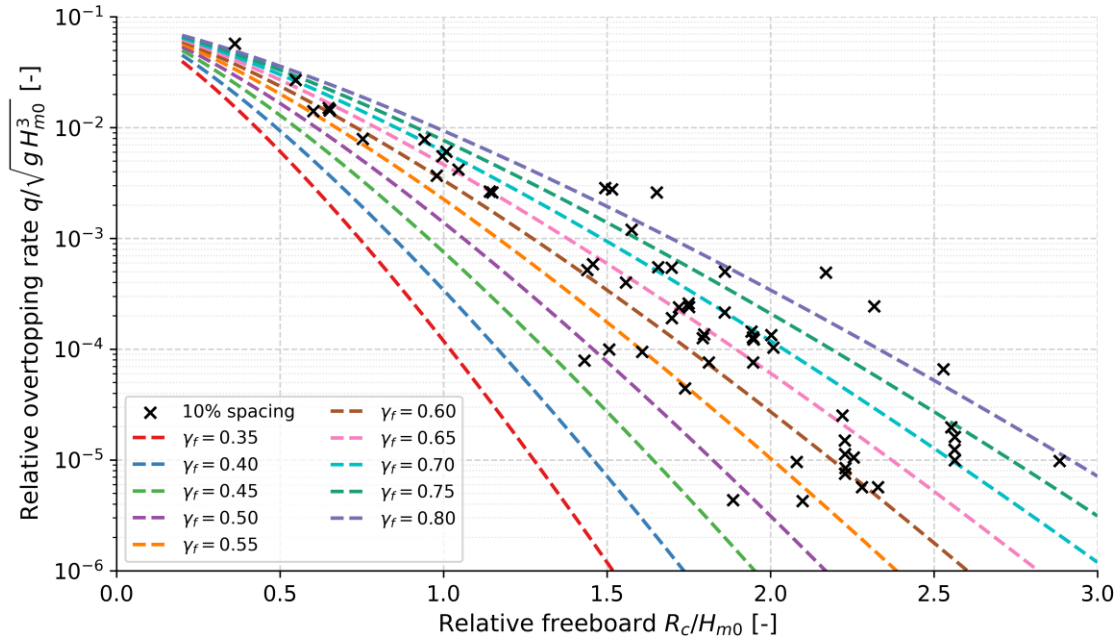 10⁻¹
10⁻²
10⁻³
10⁻⁴
10⁻⁵
10⁻⁶
Relative overtopping rate q/√gH³ₘ₀ [-]
10% spacing
γf = 0.35
γf = 0.40
γf = 0.45
γf = 0.50
γf = 0.55
γf = 0.60
γf = 0.65
γf = 0.70
γf = 0.75
γf = 0.80
0.0 0.5 1.0 1.5 2.0 2.5 3.0
Relative freeboard Rc/Hm0 [-]